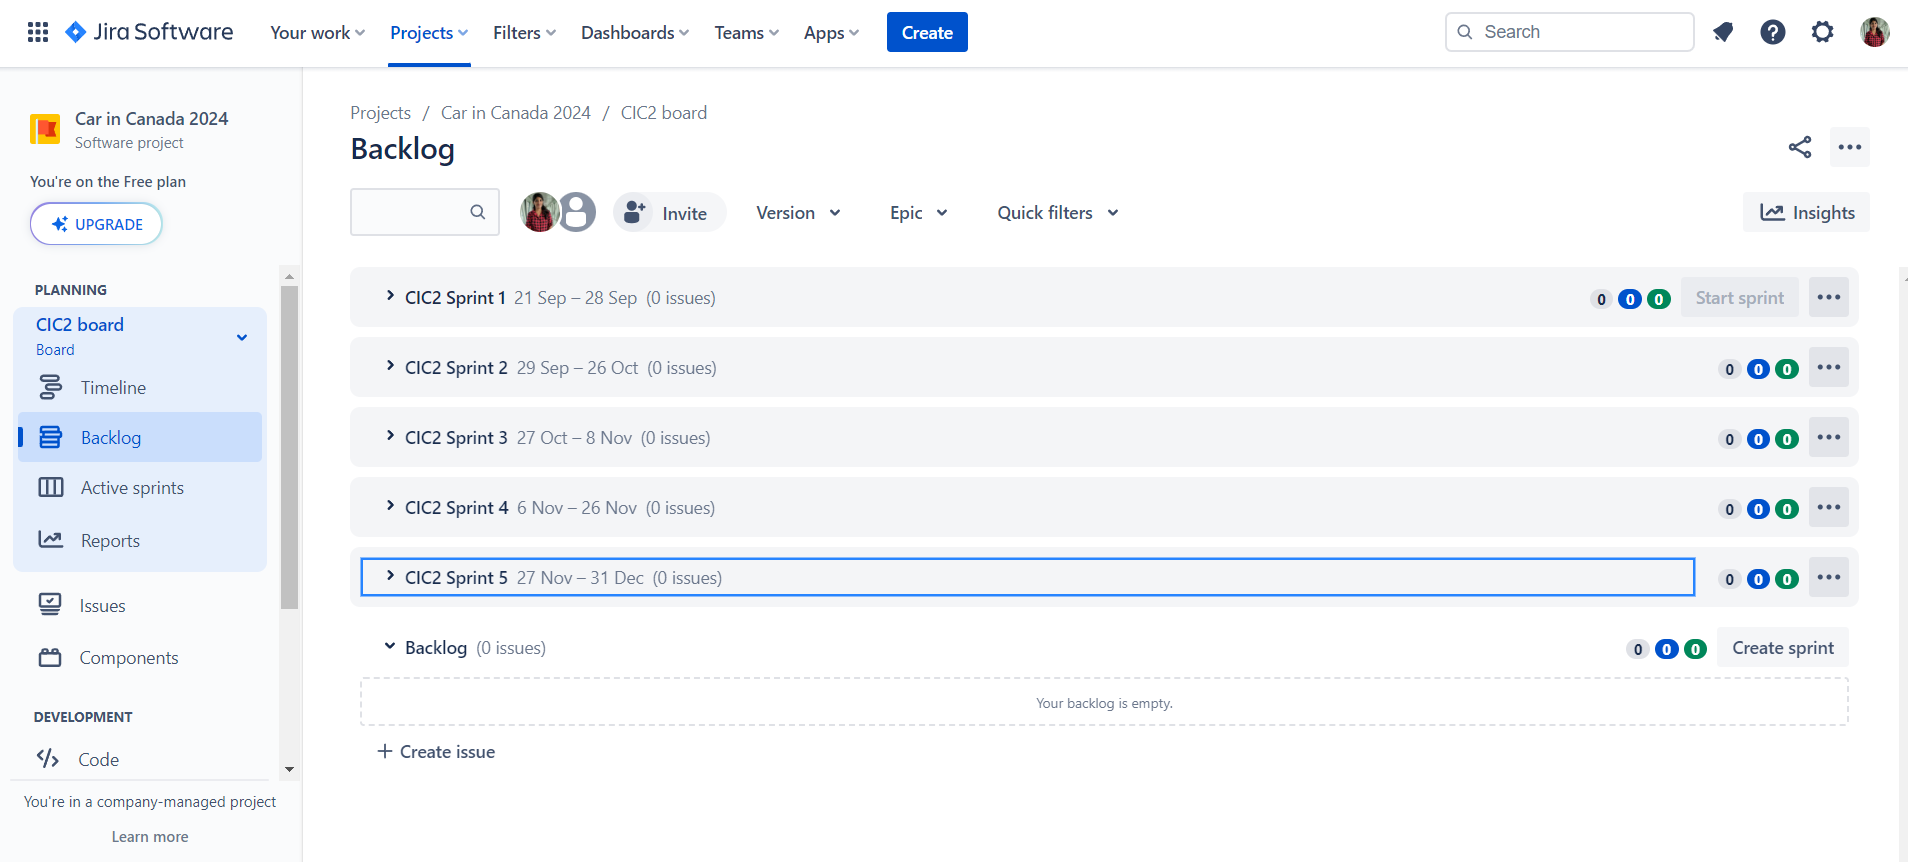 Jira Software Your work Projects Filters Dashboards Teams Apps Create Search
Car in Canada 2024
Software project
You're on the Free plan
UPGRADE
PLANNING
CIC2 board
Board
Timeline
Backlog
Active sprints
Reports
Issues
Components
DEVELOPMENT
Code
You're in a company-managed project
Learn more
Projects / Car in Canada 2024 / CIC2 board
Backlog
Invite Version Epic Quick filters Insights
CIC2 Sprint 1 21 Sep – 28 Sep (0 issues) 0 0 0 Start sprint
CIC2 Sprint 2 29 Sep – 26 Oct (0 issues) 0 0 0
CIC2 Sprint 3 27 Oct – 8 Nov (0 issues) 0 0 0
CIC2 Sprint 4 6 Nov – 26 Nov (0 issues) 0 0 0
CIC2 Sprint 5 27 Nov – 31 Dec (0 issues) 0 0 0
Backlog (0 issues) 0 0 0 Create sprint
Your backlog is empty.
+ Create issue